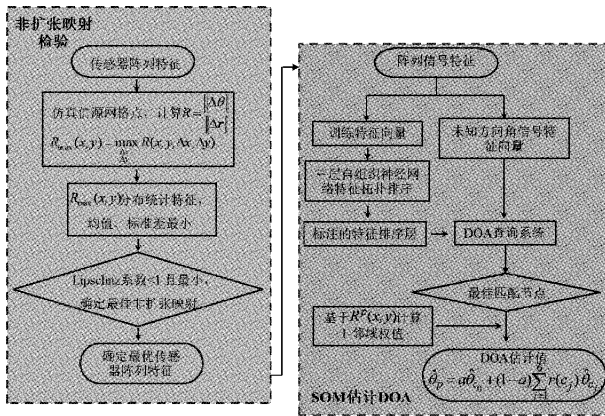 非扩张映射
检验
传感器阵列特征
仿真信源网格点，计算R=|Δθ|/‖Δr‖
R_max(x,y)=max_{Δx,Δy} R(x,y,Δx,Δy)
R_max(x,y)分布统计特征，
均值、标准差最小
Lipschitz系数<1且最小，
确定最佳非扩张映射
确定最优传感
器阵列特征
阵列信号特征
训练特征向量
未知方向角信号特
征向量
二层自组织神经网
络特征拓扑排序
标注的特征排序层
DOA查询系统
最佳匹配节点
基于R^P(x,y)计算
1-邻域权值
DOA估计值
SOM估计DOA